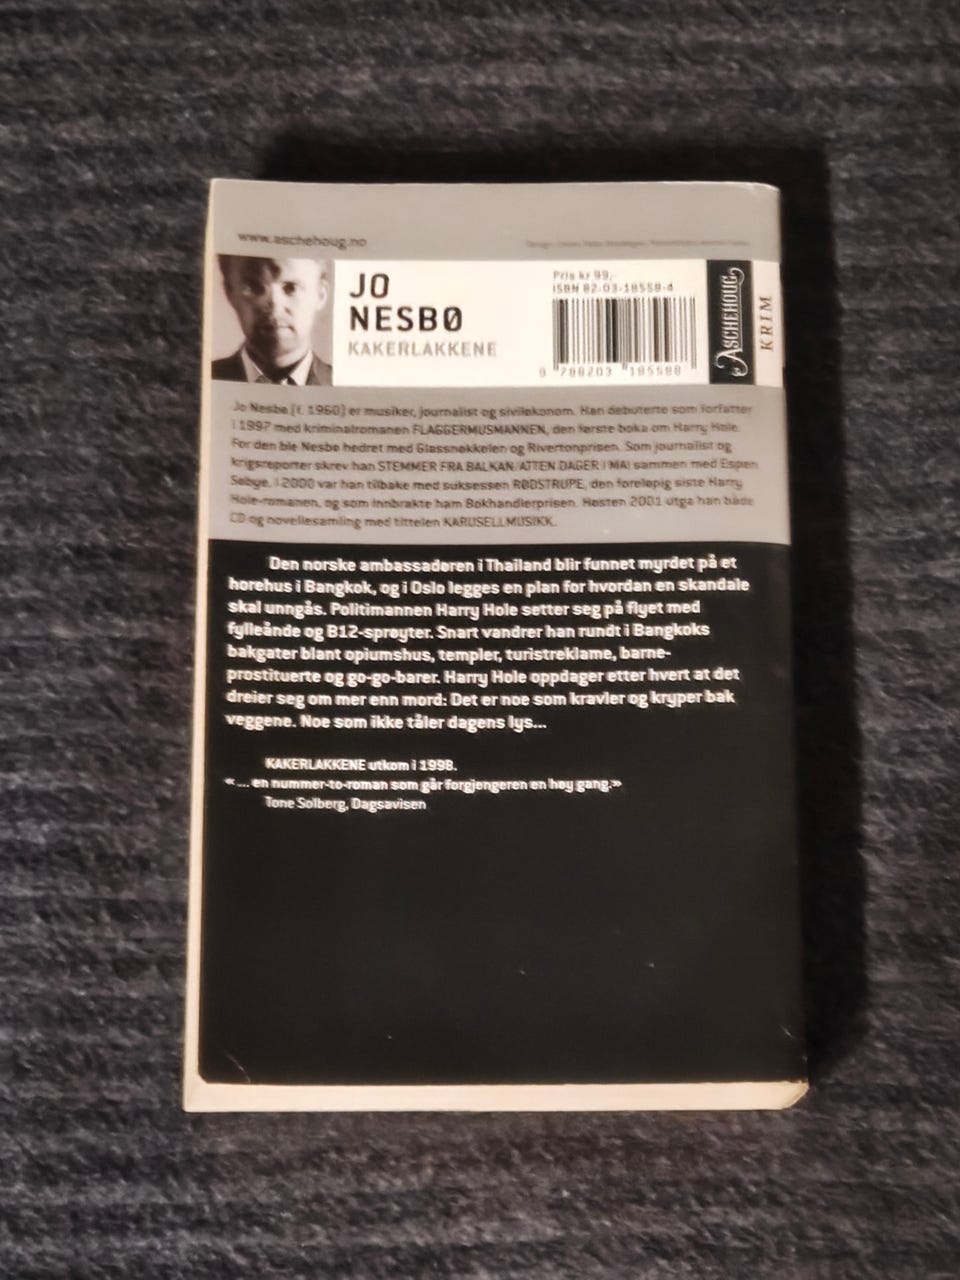 www.aschehoug.no
JO
NESBØ
KAKERLAKKENE
Pris kr 99,-
ISBN 82-03-18558-4
9 788203 185588
ASCHEHOUG
KRIM
Jo Nesbø (f. 1960) er musiker, journalist og siviløkonom. Han debuterte som forfatter
i 1997 med kriminalromanen FLAGGERMUSMANNEN, den første boka om Harry Hole.
For den ble Nesbø hedret med Glassnøkkelen og Rivertonprisen. Som journalist og
krigsreporter skrev han STEMMER FRA BALKAN/ATTEN DAGER I MAI sammen med Espen
Søbye. I 2000 var han tilbake med suksessen RØDSTRUPE, den foreløpig siste Harry
Hole-romanen, og som innbrakte ham Bokhandlerprisen. Høsten 2001 utga han både
CD og novellesamling med tittelen KARUSELLMUSIKK.
Den norske ambassadøren i Thailand blir funnet myrdet på et
horehus i Bangkok, og i Oslo legges en plan for hvordan en skandale
skal unngås. Politimannen Harry Hole setter seg på flyet med
fylleånde og B12-sprøyter. Snart vandrer han rundt i Bangkoks
bakgater blant opiumshus, templer, turistreklame, barne-
prostituerte og go-go-barer. Harry Hole oppdager etter hvert at det
dreier seg om mer enn mord: Det er noe som kravler og kryper bak
veggene. Noe som ikke tåler dagens lys...
KAKERLAKKENE utkom i 1998.
« ... en nummer-to-roman som går forgjengeren en høy gang.»
Tone Solberg, Dagsavisen